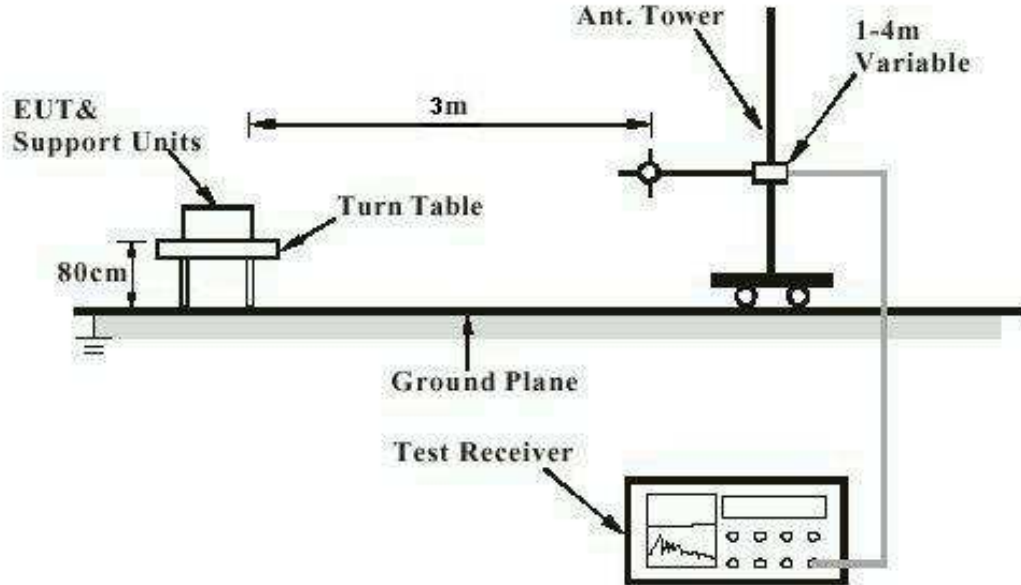 Ant. Tower
1-4m
Variable
3m
EUT&
Support Units
Turn Table
80cm
Ground Plane
Test Receiver